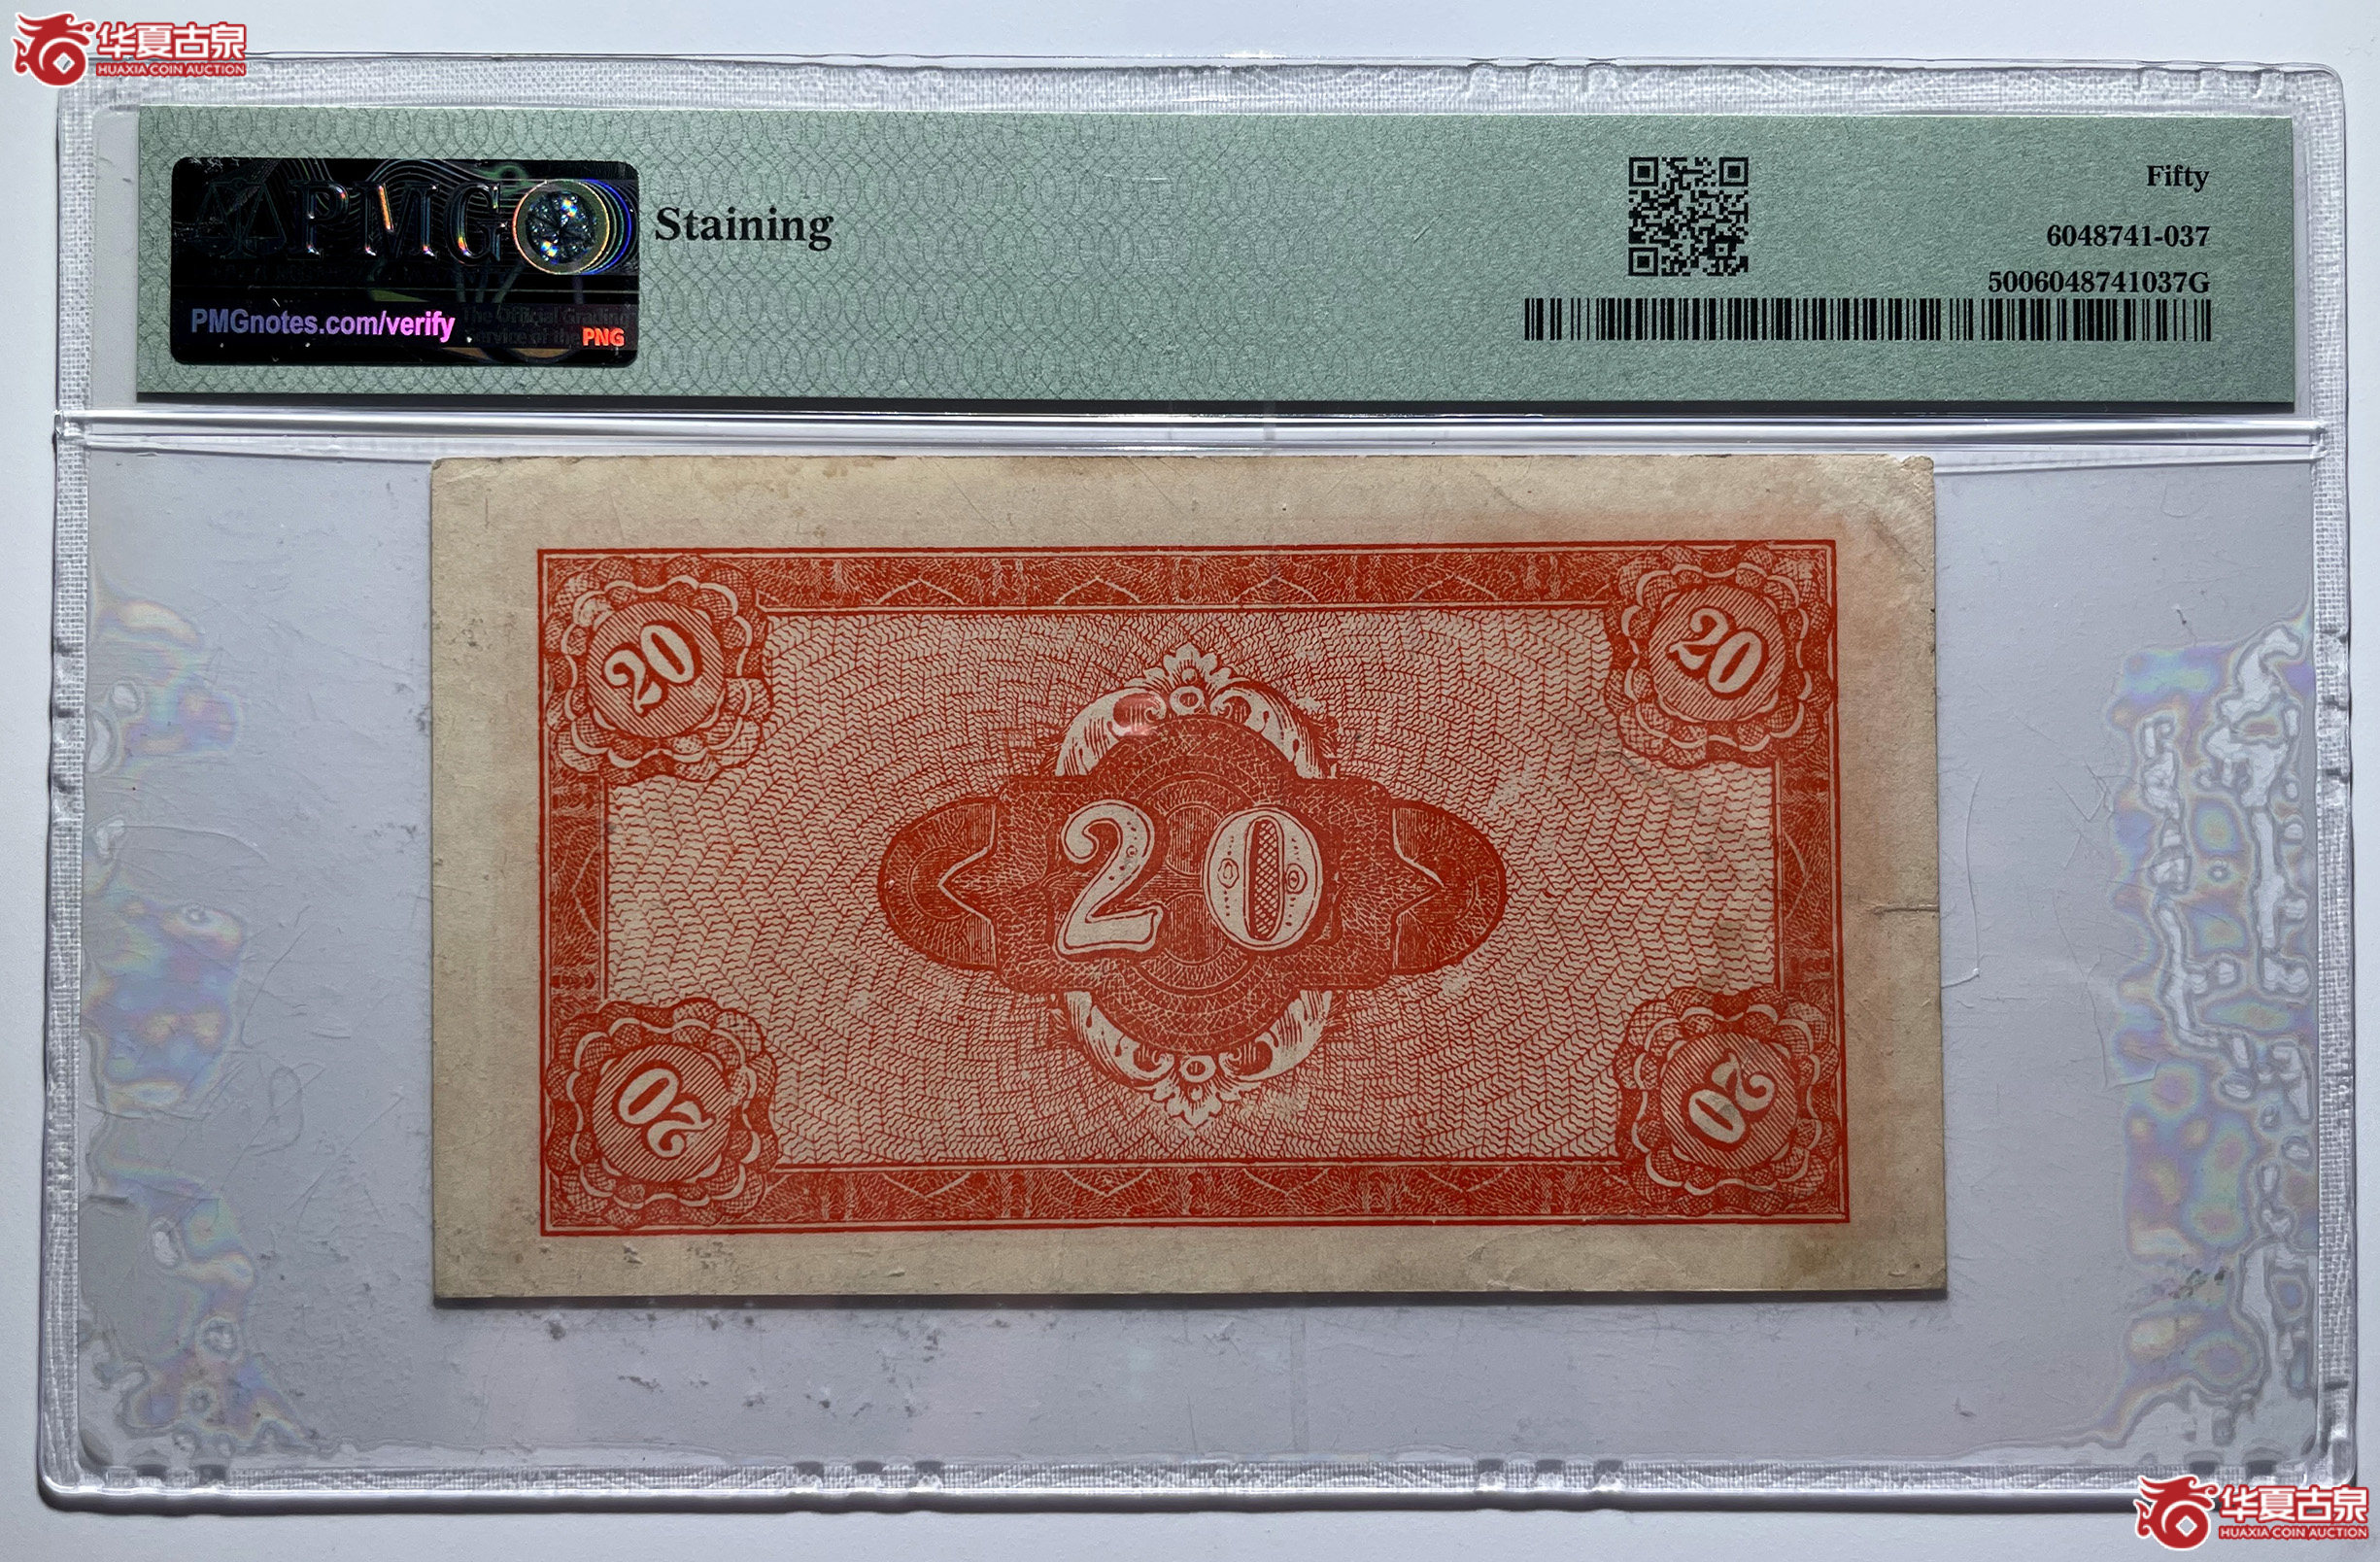 华夏古泉
HUAXIA COIN AUCTION
PMG
PMGnotes.com/verify
The Official Grading
Service of the PNG
Staining
Fifty
6048741-037
5006048741037G
20
20
20
20
20
华夏古泉
HUAXIA COIN AUCTION